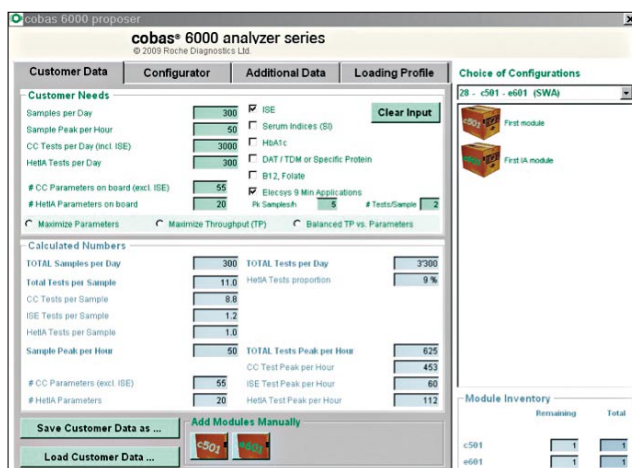 cobas 6000 proposer
cobas® 6000 analyzer series
© 2009 Roche Diagnostics Ltd.
Customer Data
Configurator
Additional Data
Loading Profile
Customer Needs
Samples per Day 300
Sample Peak per Hour 50
CC Tests per Day (incl. ISE) 3000
HetIA Tests per Day 300
# CC Parameters on board (excl. ISE) 55
# HetIA Parameters on board 20
ISE
Serum Indices (SI)
HbA1c
DAT / TDM or Specific Protein
B12, Folate
Elecsys 9 Min Applications
Pk Samples/h 5 # Tests/Sample 2
Clear Input
Maximize Parameters
Maximize Throughput (TP)
Balanced TP vs. Parameters
Calculated Numbers
TOTAL Samples per Day 300
Total Tests per Sample 11.0
CC Tests per Sample 8.8
ISE Tests per Sample 1.2
HetIA Tests per Sample 1.0
Sample Peak per Hour 50
# CC Parameters (excl. ISE) 55
# HetIA Parameters 20
TOTAL Tests per Day 3'300
HetIA Tests proportion 9 %
TOTAL Tests Peak per Hour 625
CC Test Peak per Hour 453
ISE Test Peak per Hour 60
HetIA Test Peak per Hour 112
Save Customer Data as ...
Load Customer Data ...
Add Modules Manually
c501
e601
Choice of Configurations
28 - c501 - e601 (SWA)
c501
First module
e601
First IA module
Module Inventory
Remaining Total
c501 1 1
e601 1 1